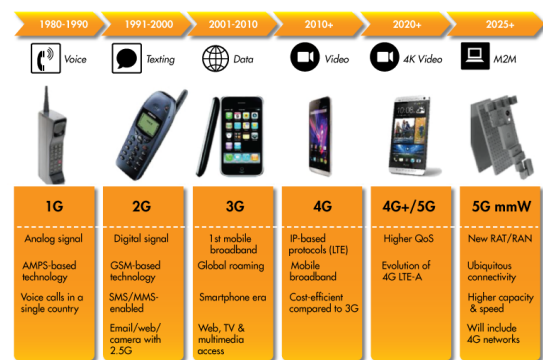 1980-1990
1991-2000
2001-2010
2010+
2020+
2025+
Voice
Texting
Data
Video
4K Video
M2M
1G
Analog signal
AMPS-based
technology
Voice calls in a
single country
2G
Digital signal
GSM-based
technology
SMS/MMS-
enabled
Email/web/
camera with
2.5G
3G
1st mobile
broadband
Global roaming
Smartphone era
Web, TV &
multimedia
access
4G
IP-based
protocols (LTE)
Mobile
broadband
Cost-efficient
compared to 3G
4G+/5G
Higher QoS
Evolution of
4G LTE-A
5G mmW
New RAT/RAN
Ubiquitous
connectivity
Higher capacity
& speed
Will include
4G networks